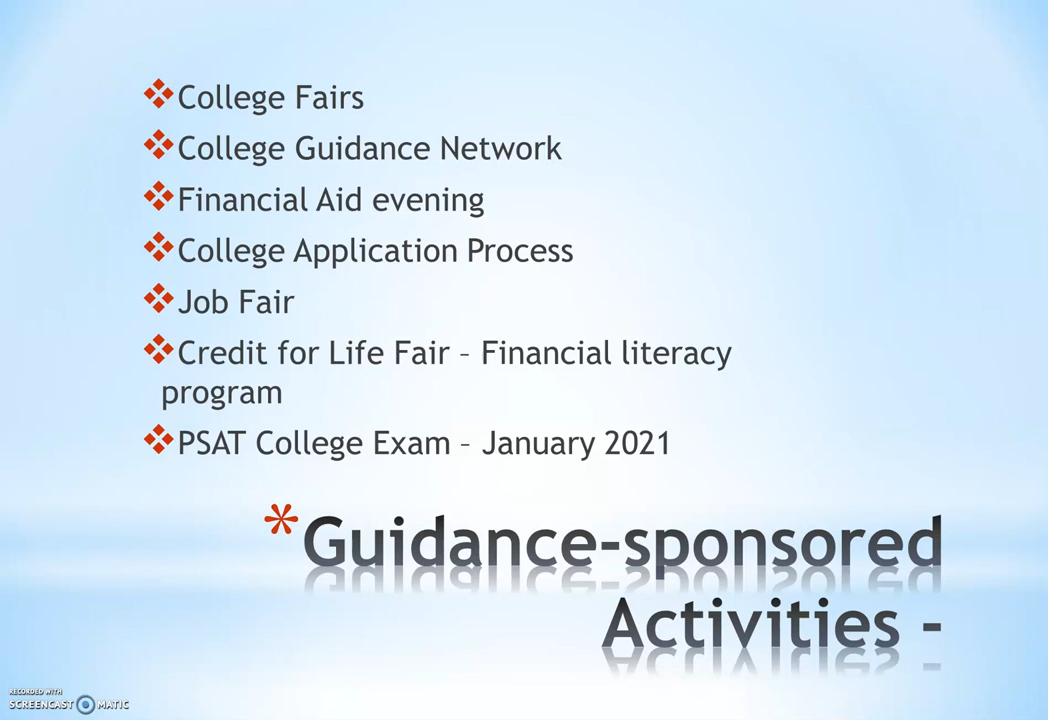 ❖College Fairs
❖College Guidance Network
❖Financial Aid evening
❖College Application Process
❖Job Fair
❖Credit for Life Fair – Financial literacy
program
❖PSAT College Exam – January 2021
*Guidance-sponsored
Activities -
RECORDED WITH
SCREENCAST MATIC